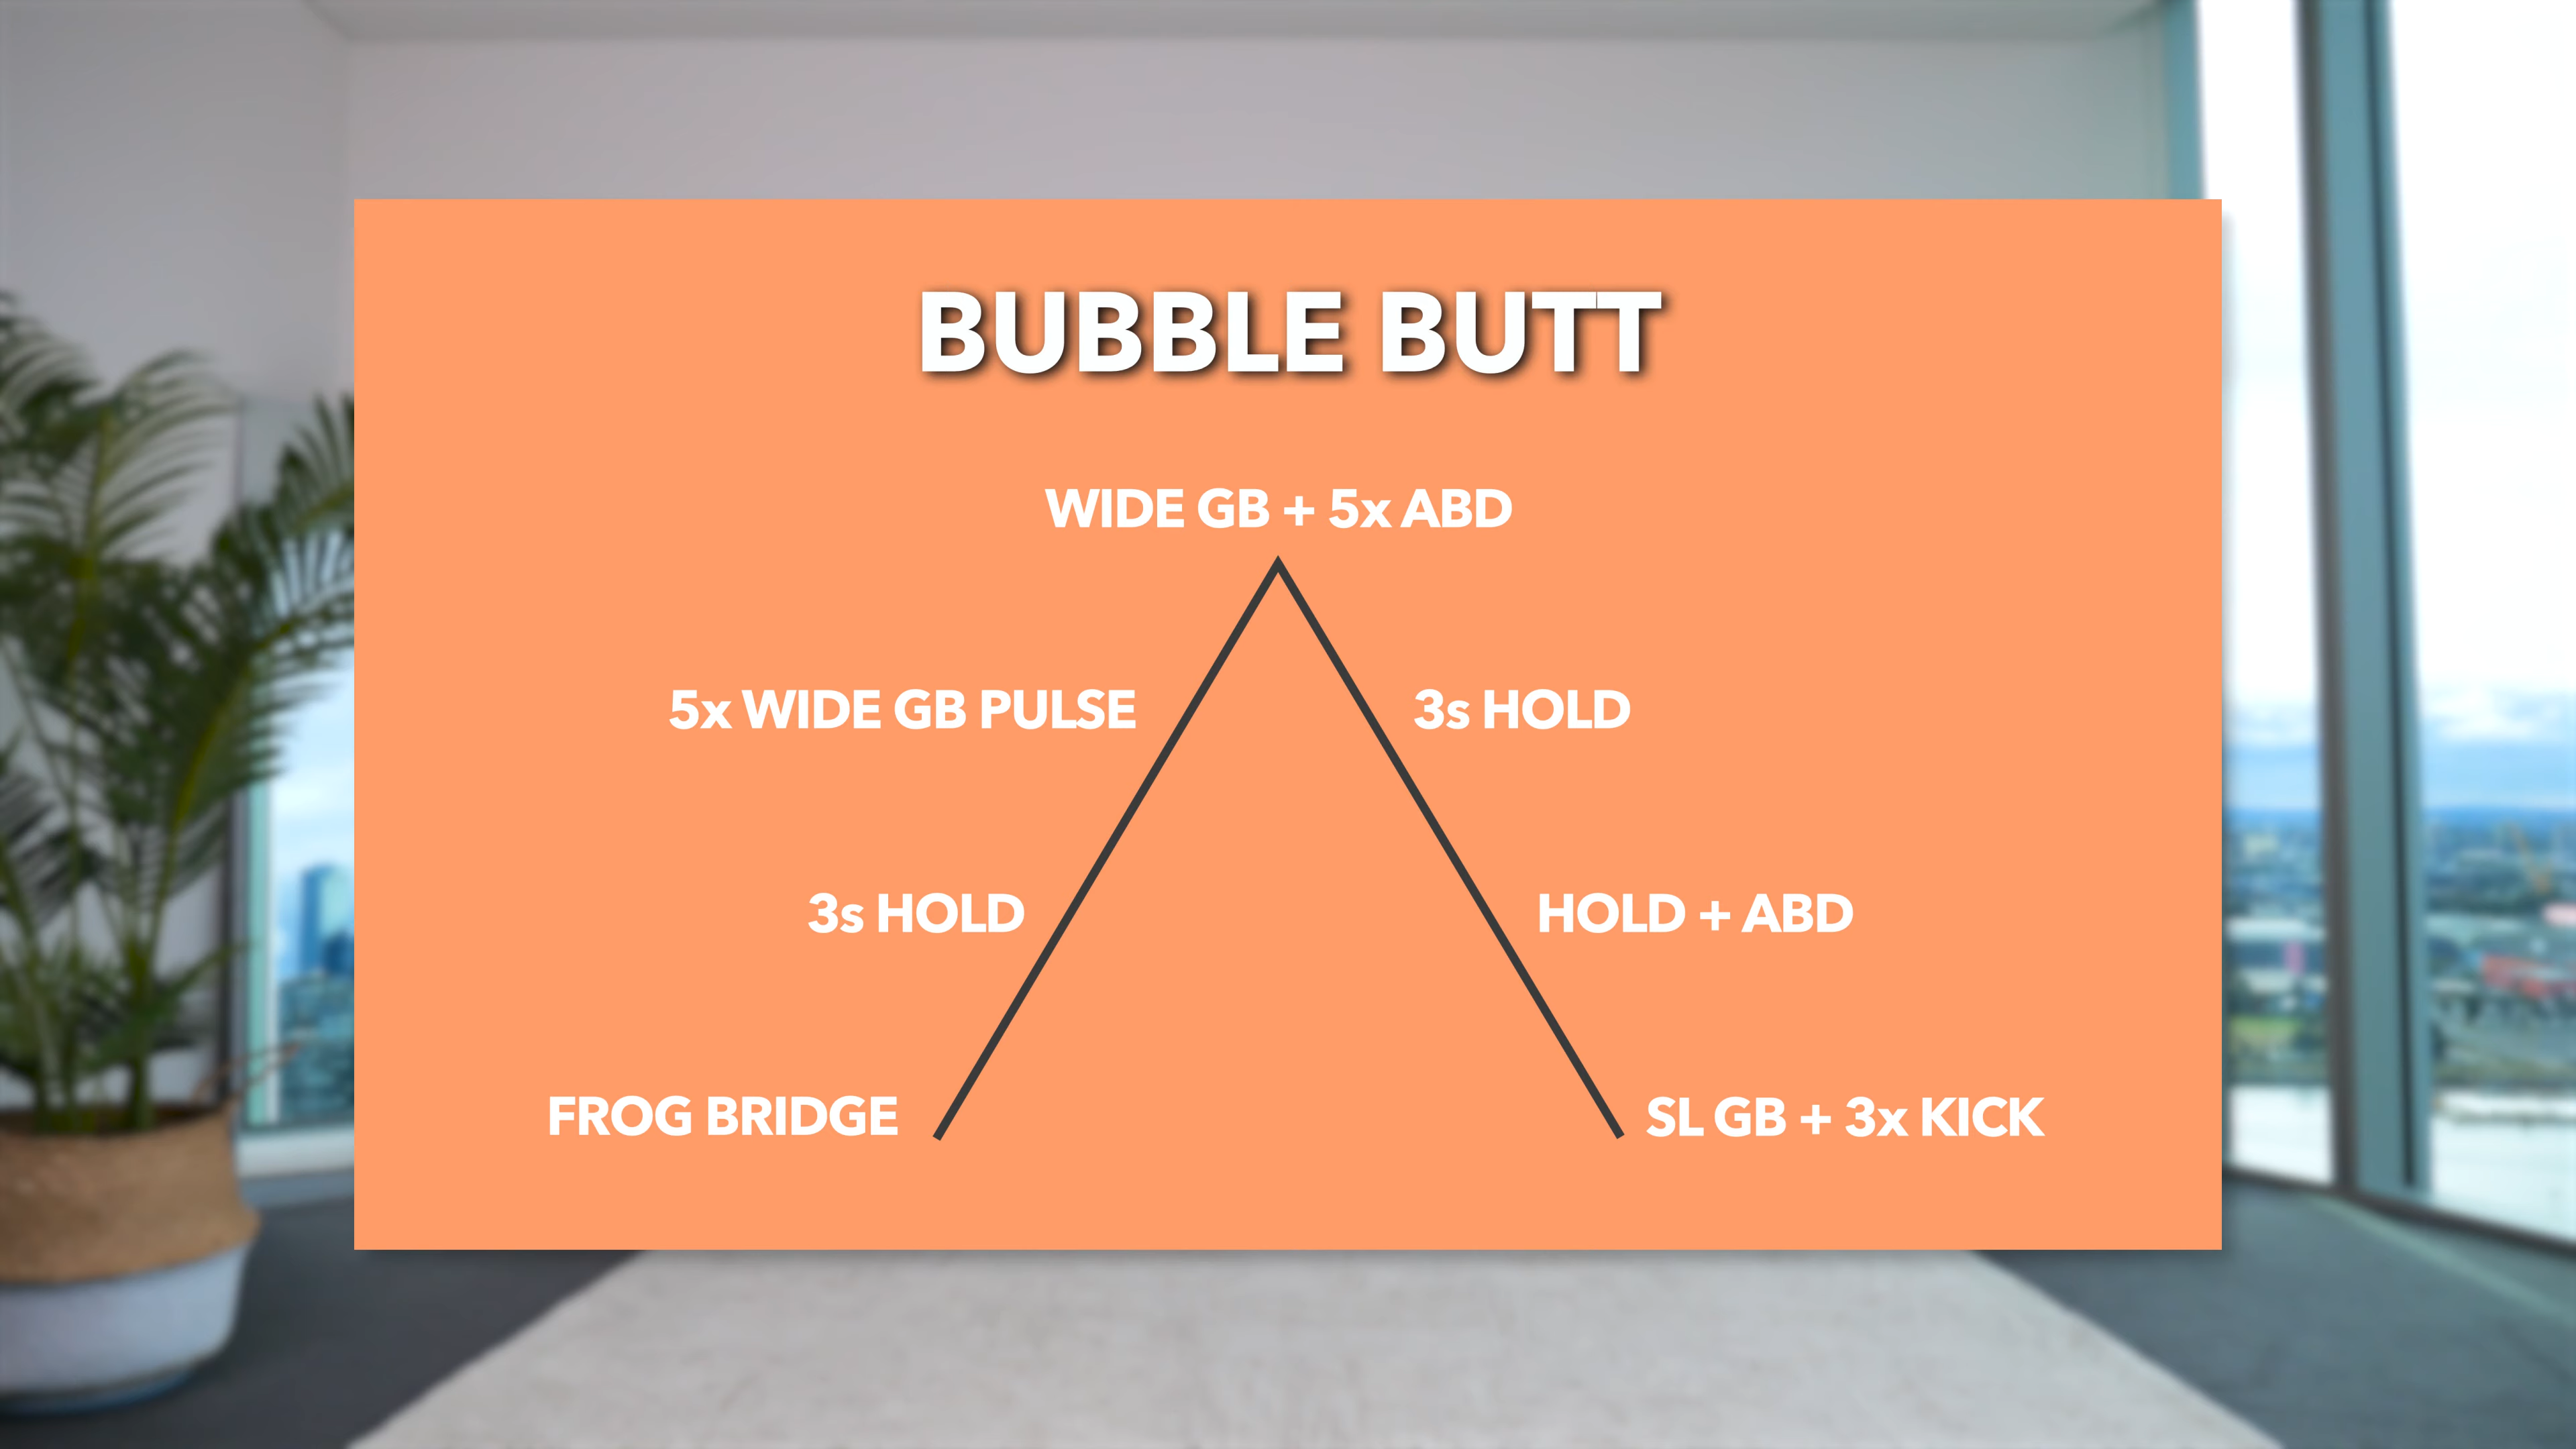 BUBBLE BUTT
WIDE GB + 5x ABD
5x WIDE GB PULSE
3s HOLD
3s HOLD
HOLD + ABD
FROG BRIDGE
SL GB + 3x KICK